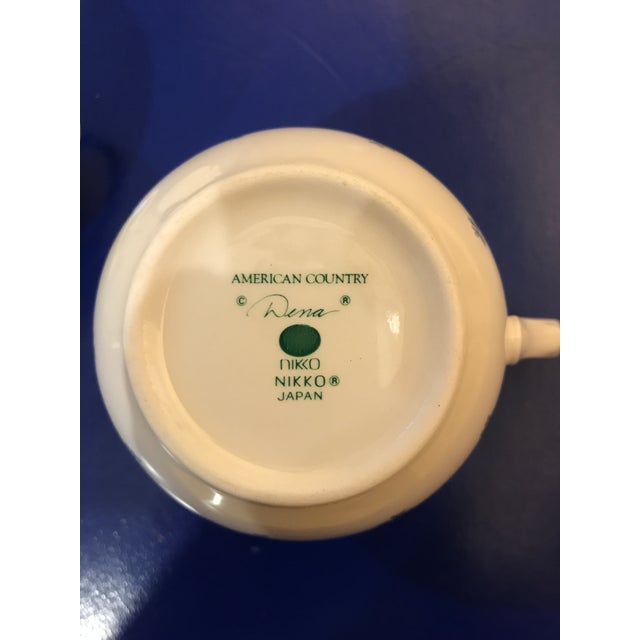 AMERICAN COUNTRY
© Dena ®
nikko
NIKKO®
JAPAN